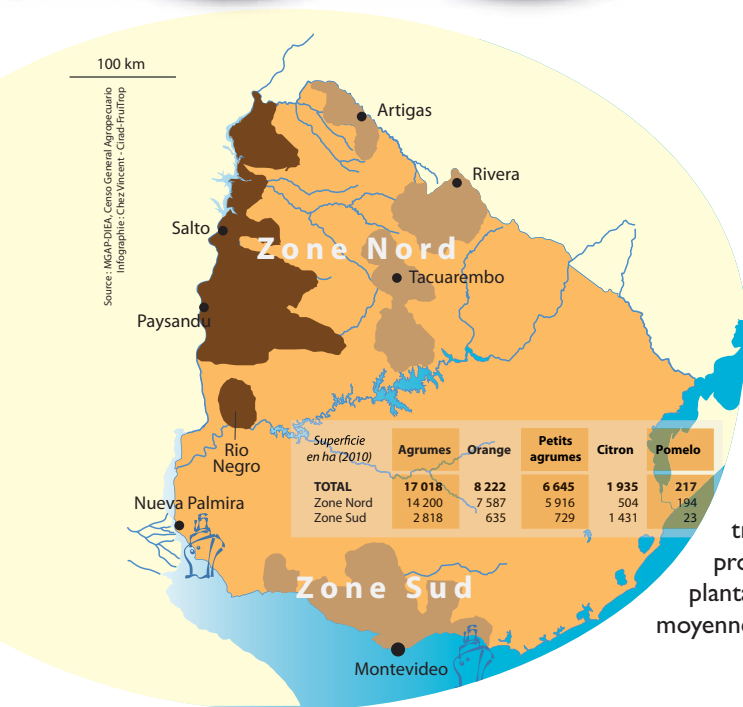 100 km
Source : MGAP-DIEA, Censo General Agropecuario
Infographie : Chez Vincent - Cirad-FruiTrop
Artigas
Rivera
Salto
Zone Nord
Tacuarembo
Paysandu
Rio
Negro
Superficie
en ha (2010) Agrumes Orange Petits agrumes Citron Pomelo
TOTAL 17 018 8 222 6 645 1 935 217
Zone Nord 14 200 7 587 5 916 504 194
Zone Sud 2 818 635 729 1 431 23
Nueva Palmira
Zone Sud
Montevideo
tr
pro
planta
moyenne